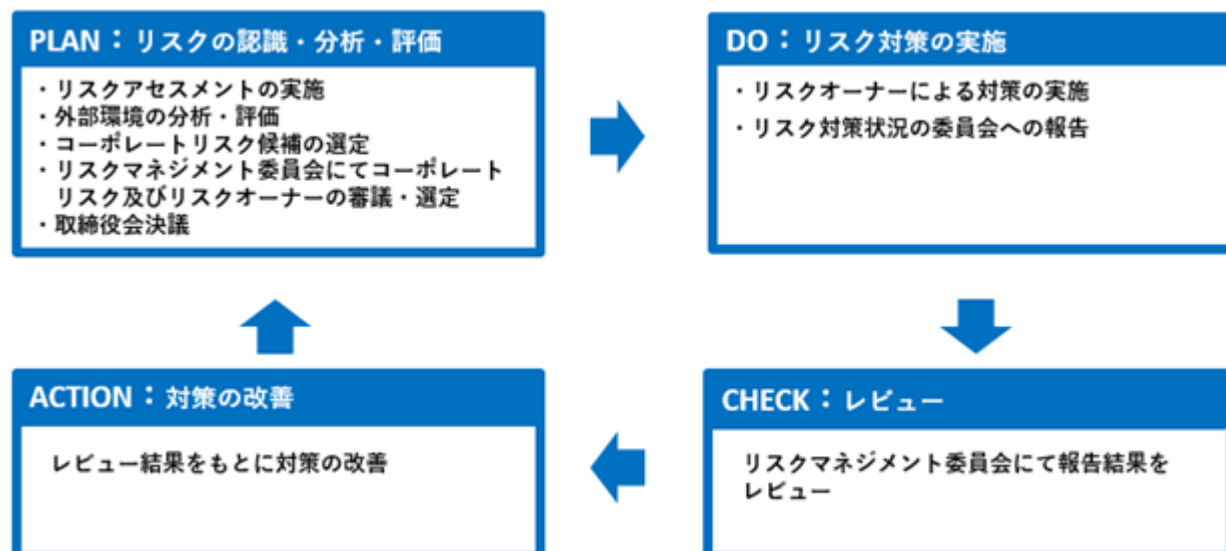 PLAN：リスクの認識・分析・評価
・リスクアセスメントの実施
・外部環境の分析・評価
・コーポレートリスク候補の選定
・リスクマネジメント委員会にてコーポレート
リスク及びリスクオーナーの審議・選定
・取締役会決議
DO：リスク対策の実施
・リスクオーナーによる対策の実施
・リスク対策状況の委員会への報告
ACTION：対策の改善
レビュー結果をもとに対策の改善
CHECK：レビュー
リスクマネジメント委員会にて報告結果を
レビュー